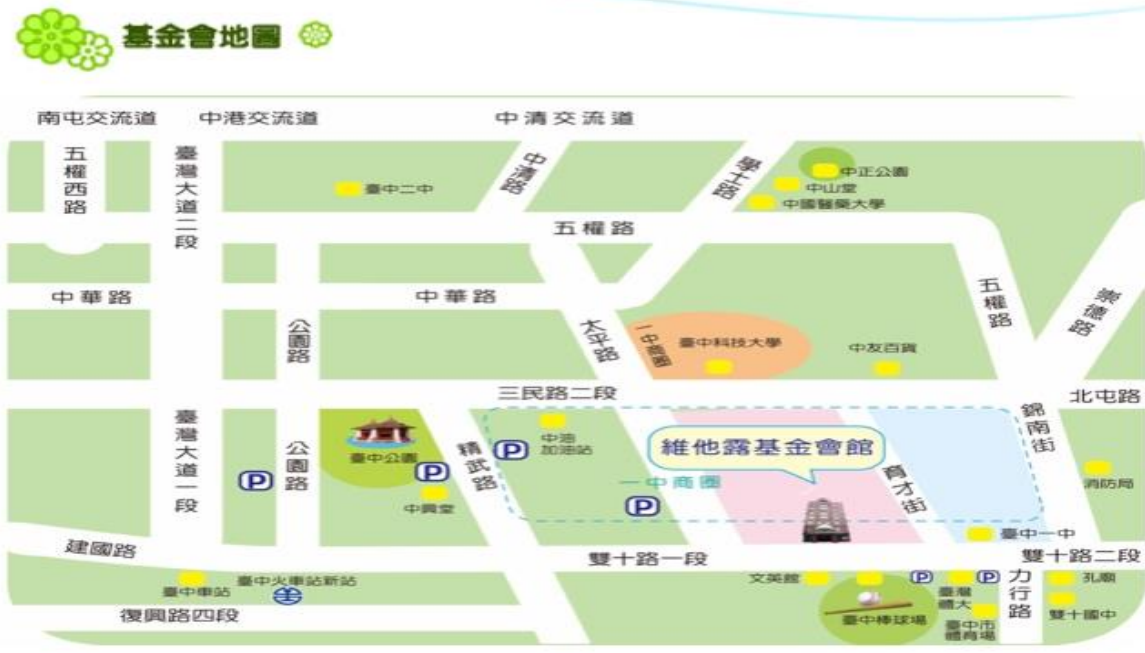 基金會地圖
南屯交流道
中港交流道
中清交流道
五權西路
臺灣大道二段
臺中二中
中清路
學士路
中正公園
中山堂
中國醫藥大學
五權路
中華路
中華路
五權路
崇德路
公園路
太平路
一中商圈
臺中科技大學
中友百貨
三民路二段
北屯路
臺灣大道一段
公園路
臺中公園
P
P
中興堂
精武路
P
中油
加油站
維他露基金會館
一中商圈
P
育才街
錦南街
消防局
臺中一中
建國路
雙十路一段
雙十路二段
臺中車站
臺中火車站新站
復興路四段
文英館
臺中棒球場
P
臺灣
體大
P
臺中市
體育場
力行路
孔廟
雙十國中